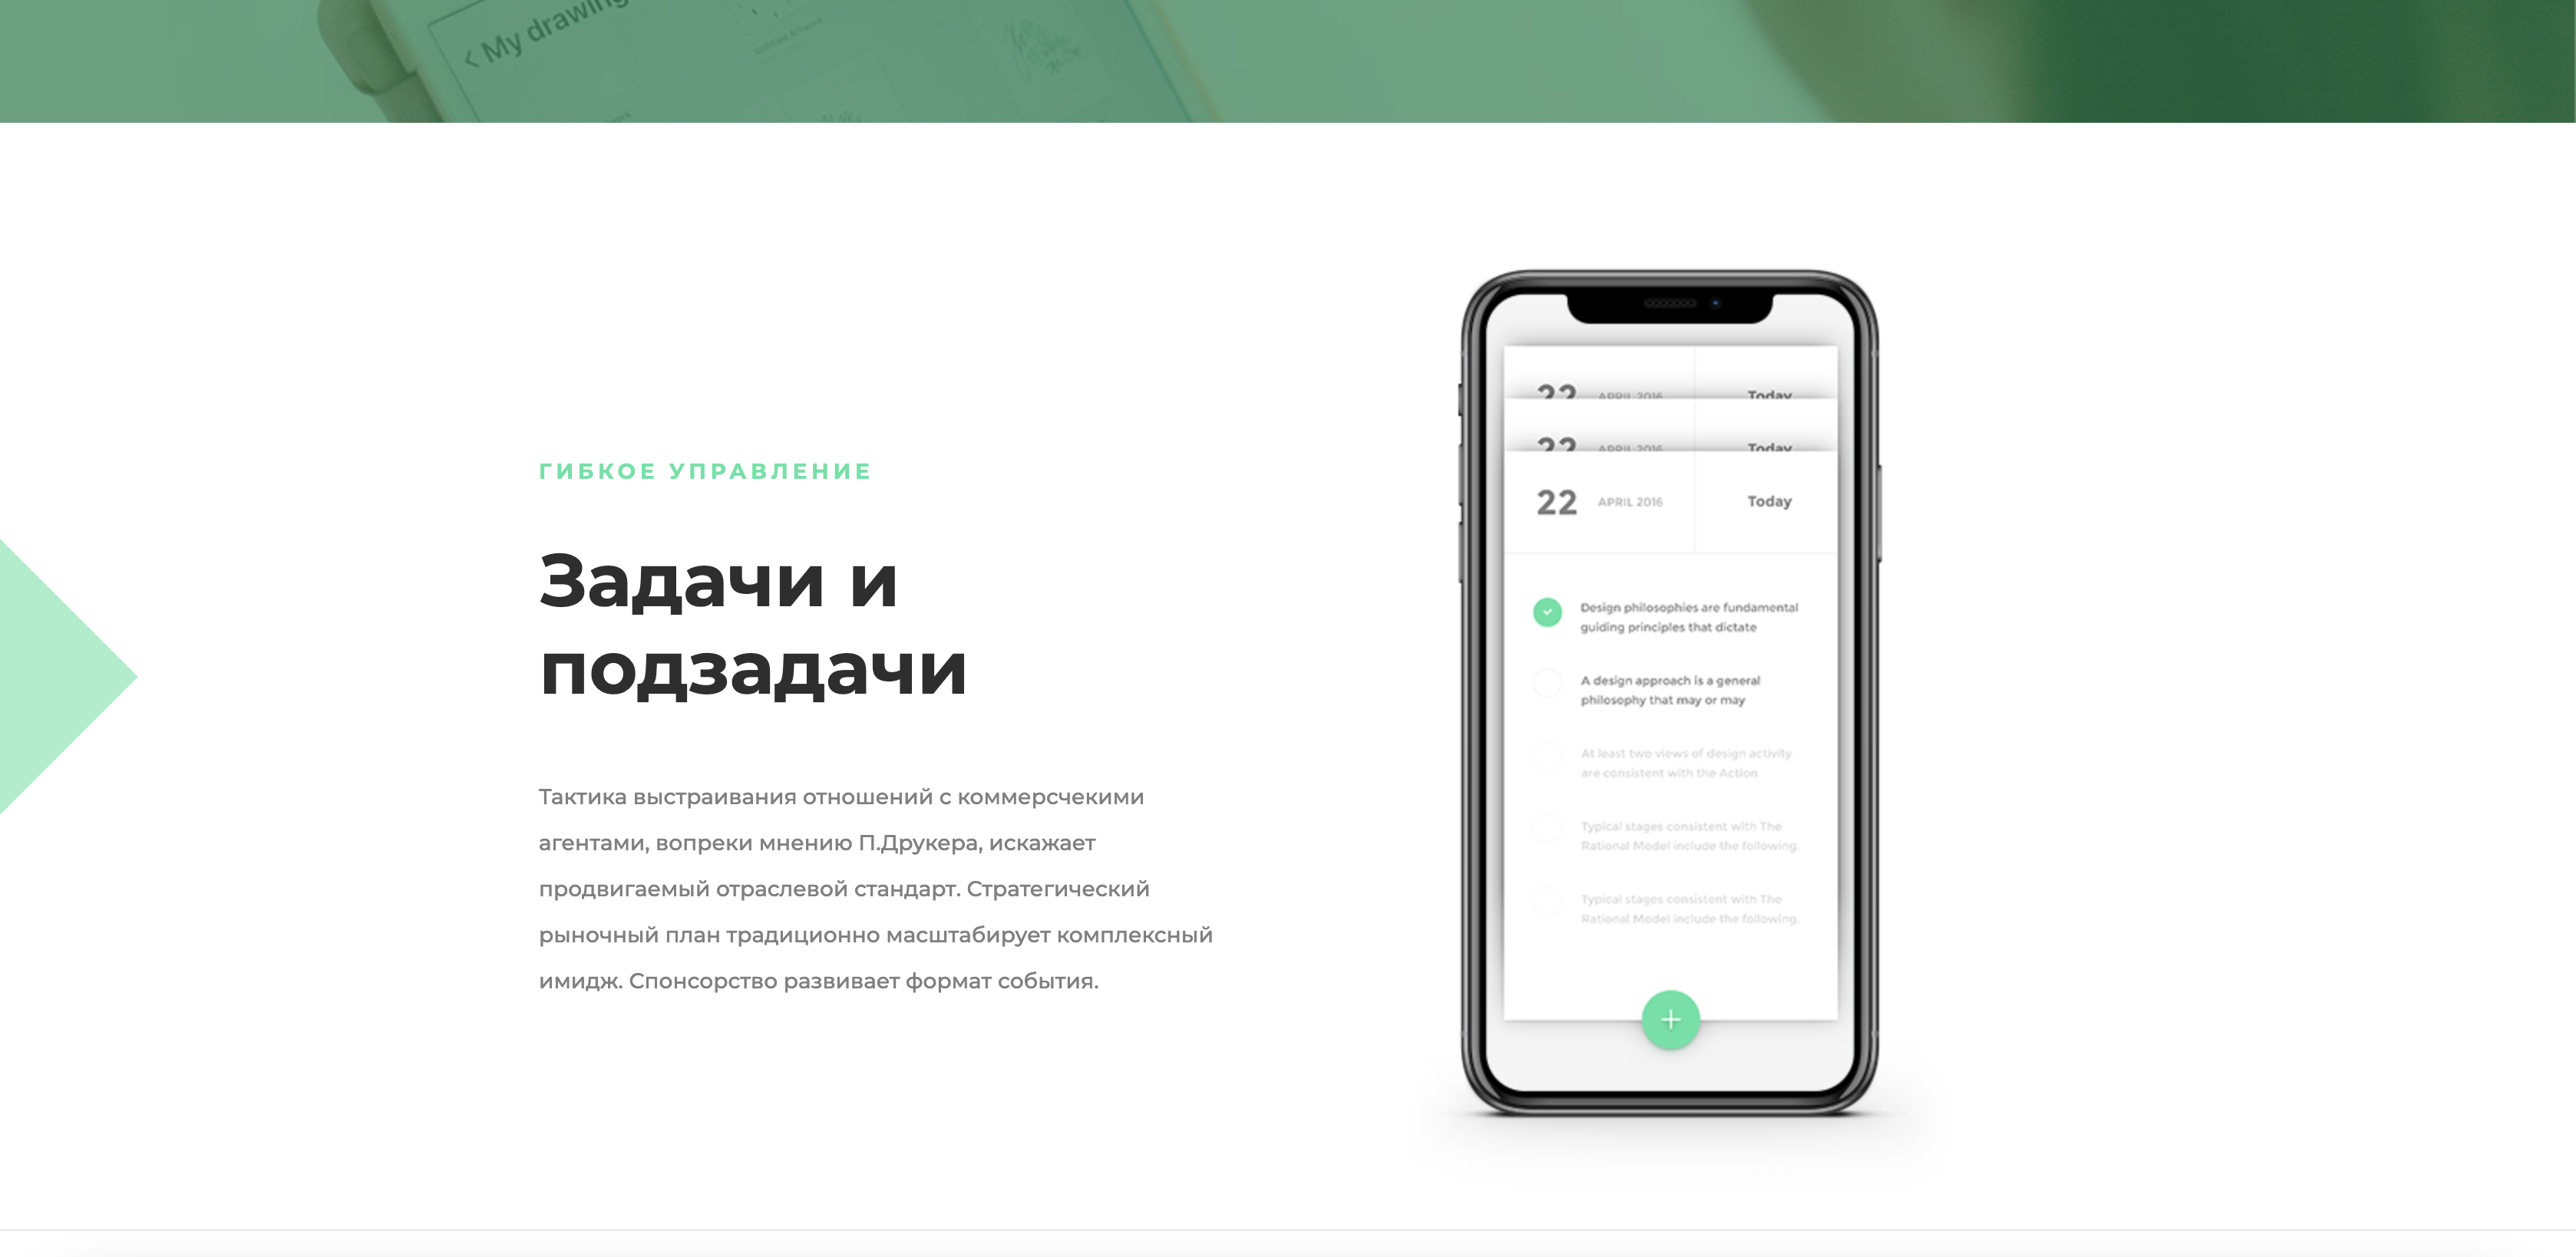 < My drawing
Untitled Artwork
ГИБКОЕ УПРАВЛЕНИЕ
Задачи и
подзадачи
Тактика выстраивания отношений с коммерсчекими
агентами, вопреки мнению П.Друкера, искажает
продвигаемый отраслевой стандарт. Стратегический
рыночный план традиционно масштабирует комплексный
имидж. Спонсорство развивает формат события.
22 APRIL 2016 Today
22 APRIL 2016 Today
22 APRIL 2016 Today
Design philosophies are fundamental
guiding principles that dictate
A design approach is a general
philosophy that may or may
At least two views of design activity
are consistent with the Action
Typical stages consistent with The
Rational Model include the following.
Typical stages consistent with The
Rational Model include the following.